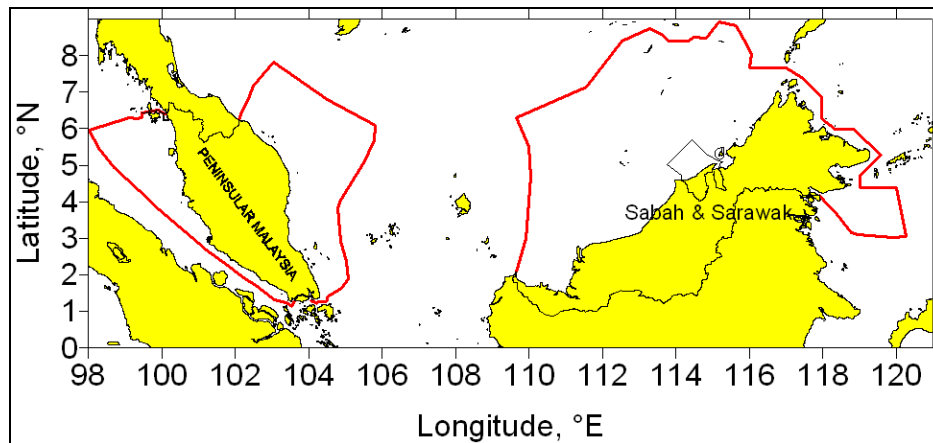 8
7
6
5
4
3
2
1
0
Latitude, °N
PENINSULAR MALAYSIA
Sabah & Sarawak
98 100 102 104 106 108 110 112 114 116 118 120
Longitude, °E